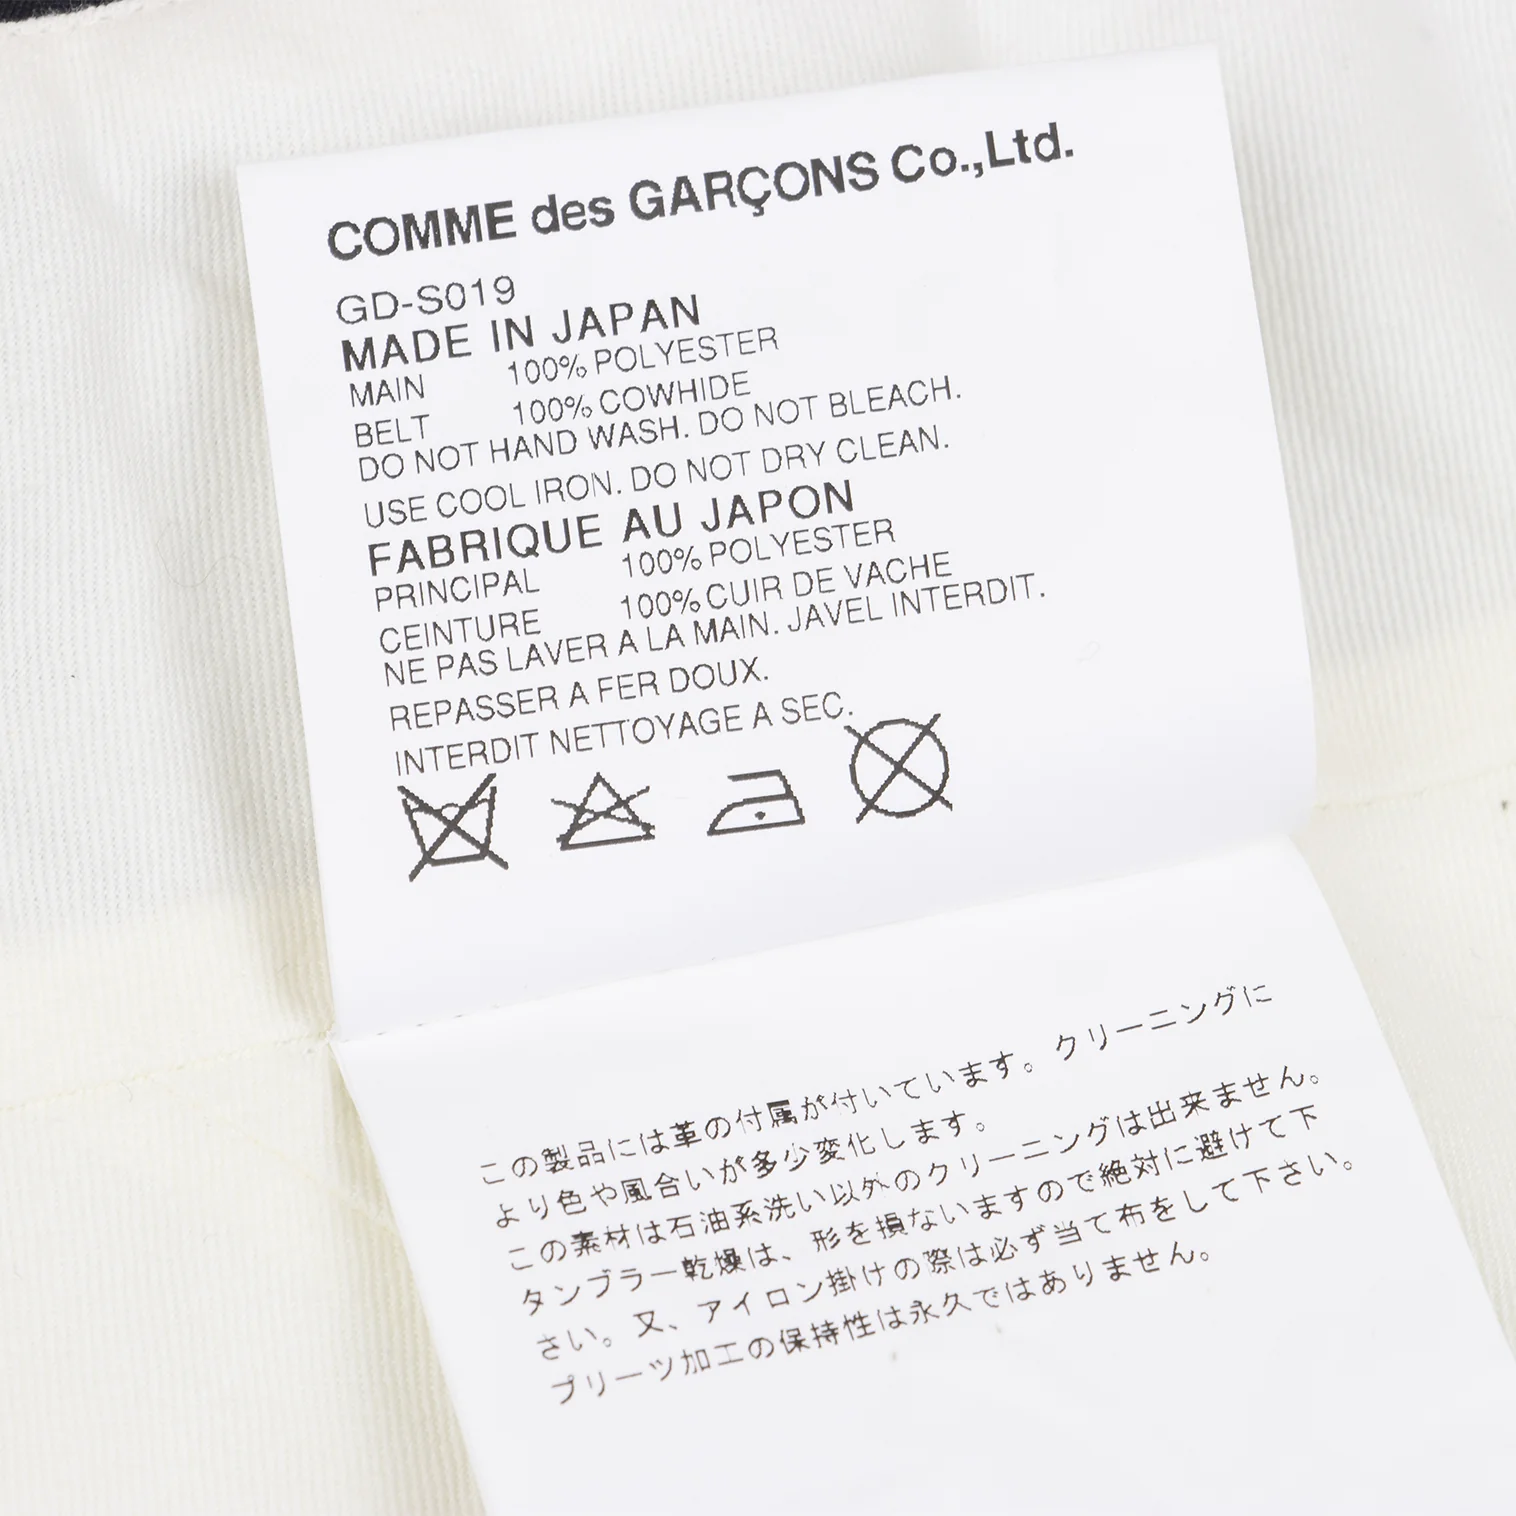 COMME des GARÇONS Co.,Ltd.
GD-S019
MADE IN JAPAN
MAIN 100% POLYESTER
BELT 100% COWHIDE
DO NOT HAND WASH. DO NOT BLEACH.
USE COOL IRON. DO NOT DRY CLEAN.
FABRIQUE AU JAPON
PRINCIPAL 100% POLYESTER
CEINTURE 100% CUIR DE VACHE
NE PAS LAVER A LA MAIN. JAVEL INTERDIT.
REPASSER A FER DOUX.
INTERDIT NETTOYAGE A SEC.
この製品には革の付属が付いています。クリーニングに
より色や風合いが多少変化します。
この素材は石油系洗い以外のクリーニングは出来ません。
タンブラー乾燥は、形を損ないますので絶対に避けて下
さい。又、アイロン掛けの際は必ず当て布をして下さい。
プリーツ加工の保持性は永久ではありません。